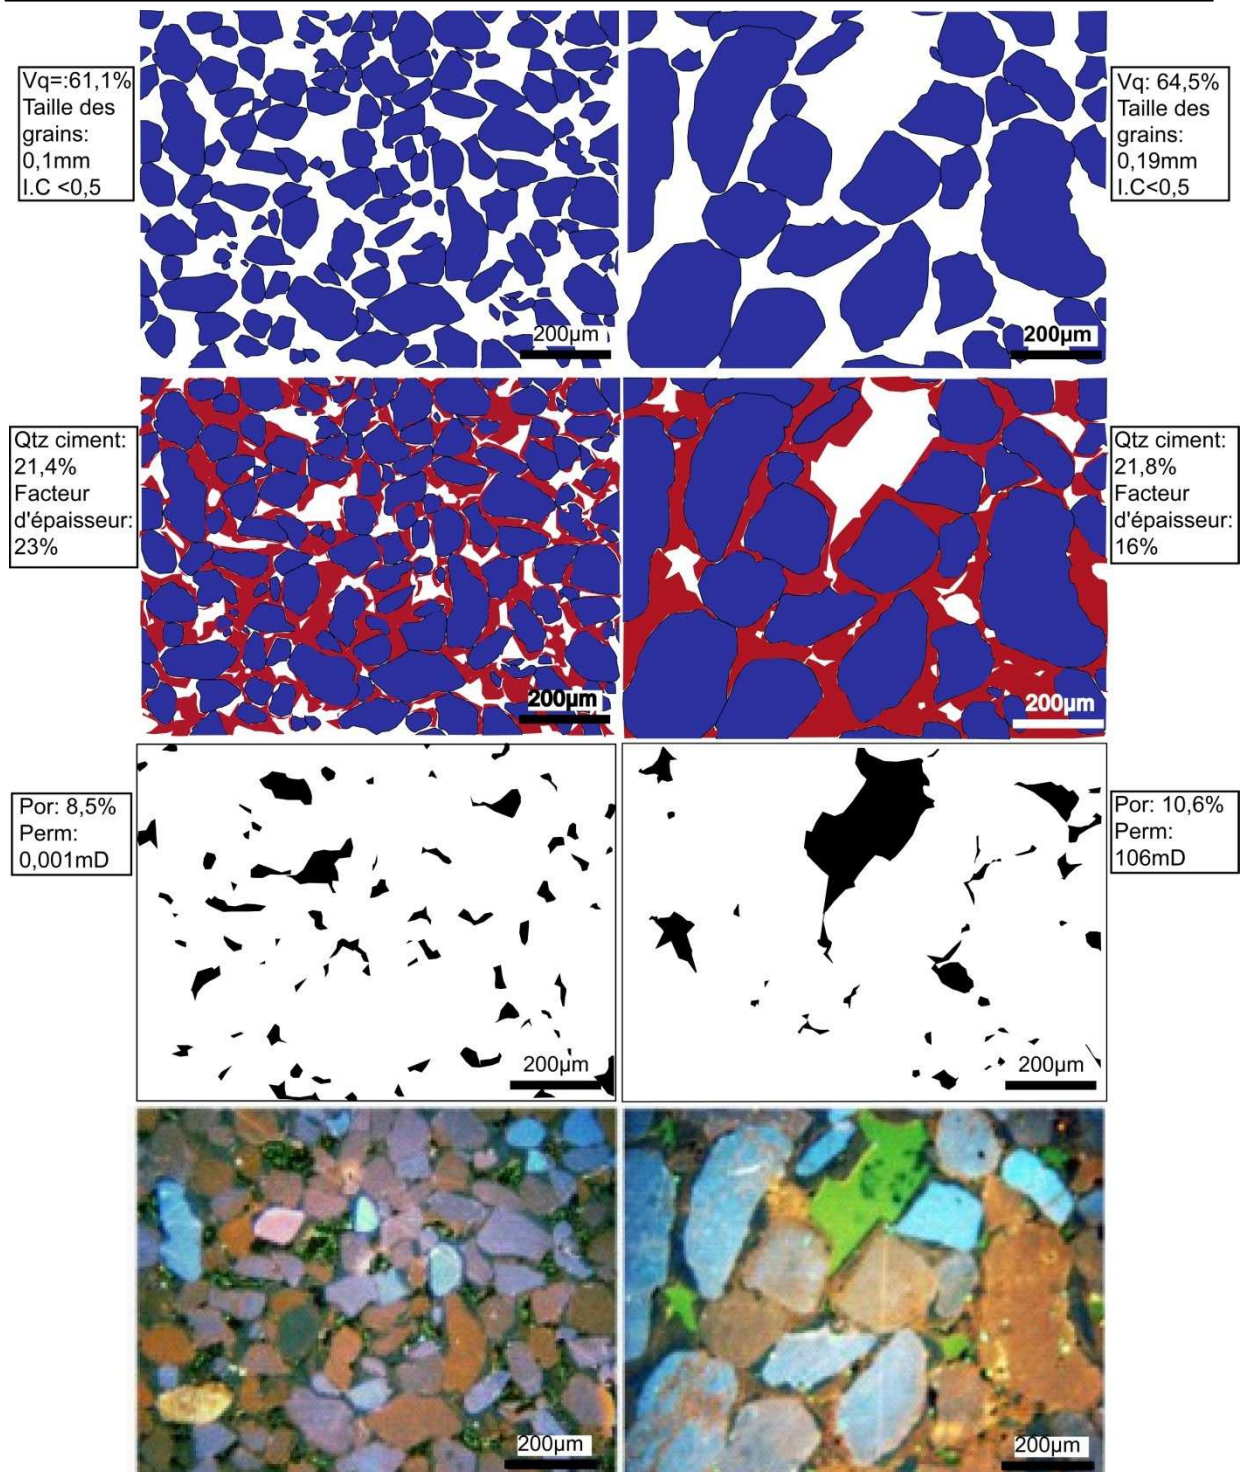 Vq=:61,1%
Taille des
grains:
0,1mm
I.C <0,5
200µm
200µm
Vq: 64,5%
Taille des
grains:
0,19mm
I.C<0,5
Qtz ciment:
21,4%
Facteur
d'épaisseur:
23%
200µm
200µm
Qtz ciment:
21,8%
Facteur
d'épaisseur:
16%
Por: 8,5%
Perm:
0,001mD
200µm
200µm
Por: 10,6%
Perm:
106mD
200µm
200µm